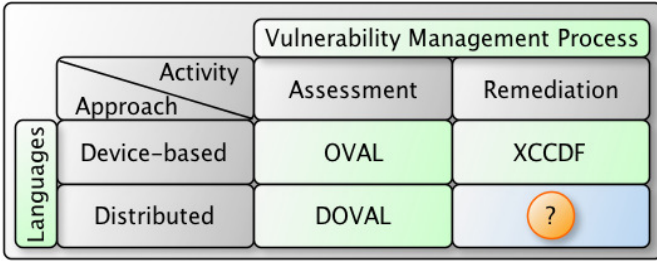 Vulnerability Management Process
Activity
Approach
Assessment
Remediation
Languages
Device-based
OVAL
XCCDF
Distributed
DOVAL
?